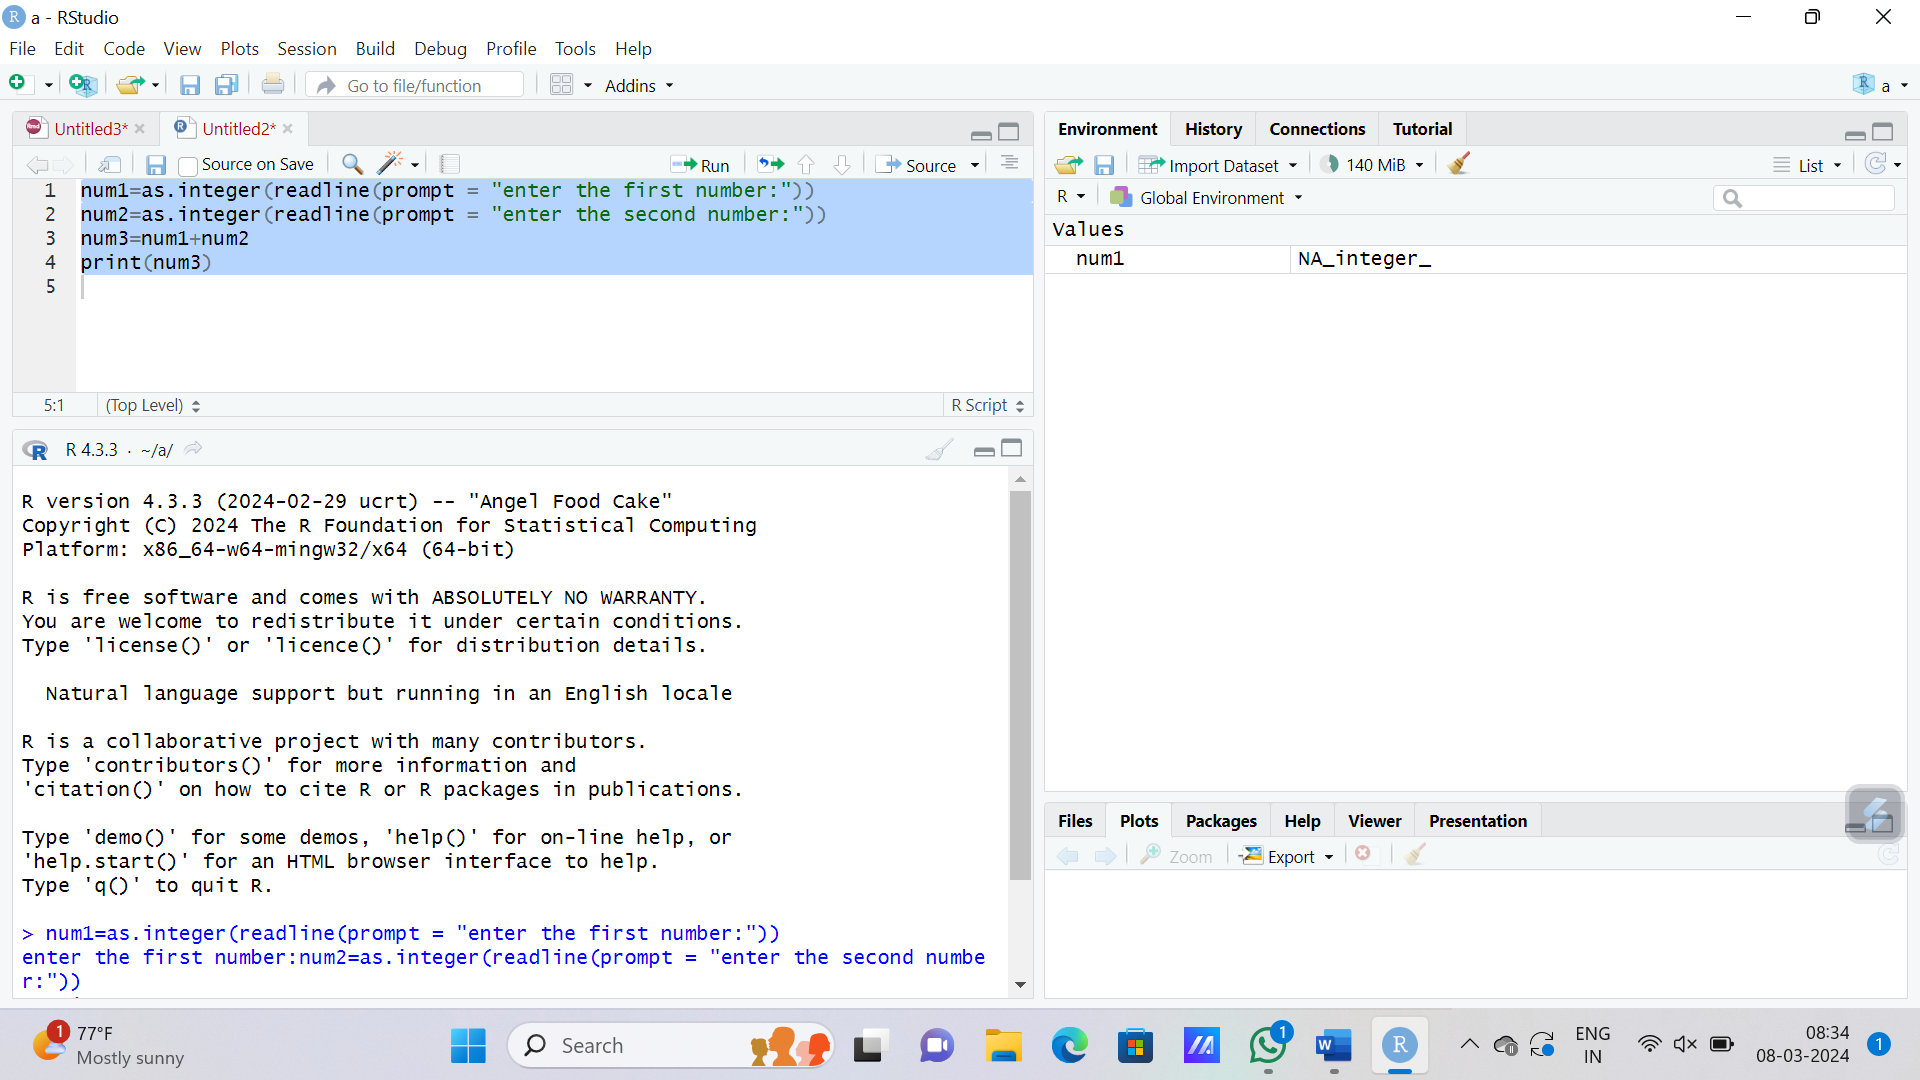 a - RStudio
File Edit Code View Plots Session Build Debug Profile Tools Help
Go to file/function Addins a
Untitled3* Untitled2*
Source on Save Run Source
1 num1=as.integer(readline(prompt = "enter the first number:"))
2 num2=as.integer(readline(prompt = "enter the second number:"))
3 num3=num1+num2
4 print(num3)
5
5:1 (Top Level) R Script
R 4.3.3 · ~/a/
R version 4.3.3 (2024-02-29 ucrt) -- "Angel Food Cake"
Copyright (C) 2024 The R Foundation for Statistical Computing
Platform: x86_64-w64-mingw32/x64 (64-bit)
R is free software and comes with ABSOLUTELY NO WARRANTY.
You are welcome to redistribute it under certain conditions.
Type 'license()' or 'licence()' for distribution details.
Natural language support but running in an English locale
R is a collaborative project with many contributors.
Type 'contributors()' for more information and
'citation()' on how to cite R or R packages in publications.
Type 'demo()' for some demos, 'help()' for on-line help, or
'help.start()' for an HTML browser interface to help.
Type 'q()' to quit R.
> num1=as.integer(readline(prompt = "enter the first number:"))
enter the first number:num2=as.integer(readline(prompt = "enter the second numbe
r:"))
Environment History Connections Tutorial
Import Dataset 140 MiB List
R Global Environment
Values
num1 NA_integer_
Files Plots Packages Help Viewer Presentation
Zoom Export
1 77°F
Mostly sunny
Search
1
ENG
IN
08:34
08-03-2024
1